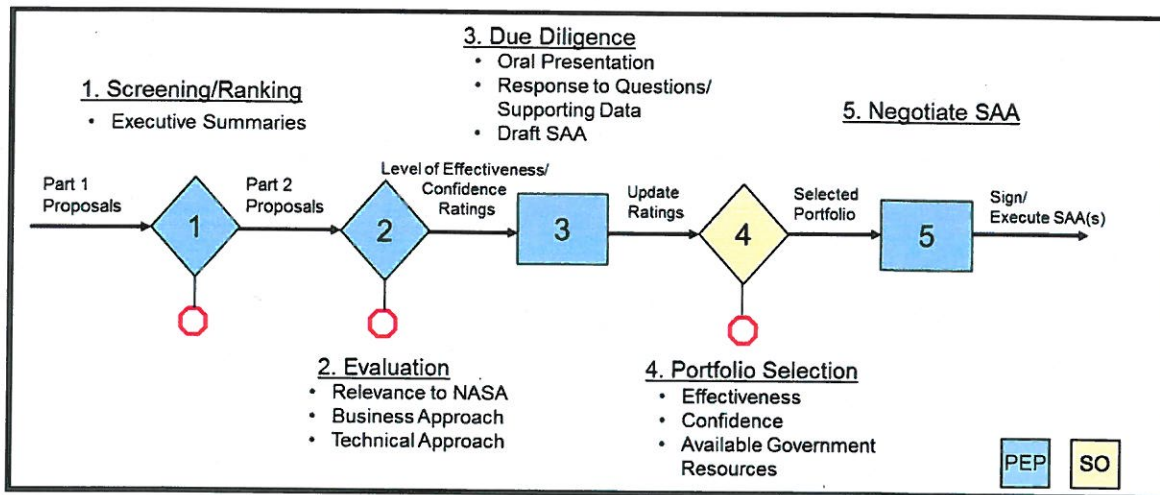 3. Due Diligence
• Oral Presentation
• Response to Questions/
Supporting Data
• Draft SAA
1. Screening/Ranking
• Executive Summaries
5. Negotiate SAA
Part 1
Proposals
Part 2
Proposals
Level of Effectiveness/
Confidence
Ratings
Update
Ratings
Selected
Portfolio
Sign/
Execute SAA(s)
1
2
3
4
5
2. Evaluation
• Relevance to NASA
• Business Approach
• Technical Approach
4. Portfolio Selection
• Effectiveness
• Confidence
• Available Government
Resources
PEP
SO